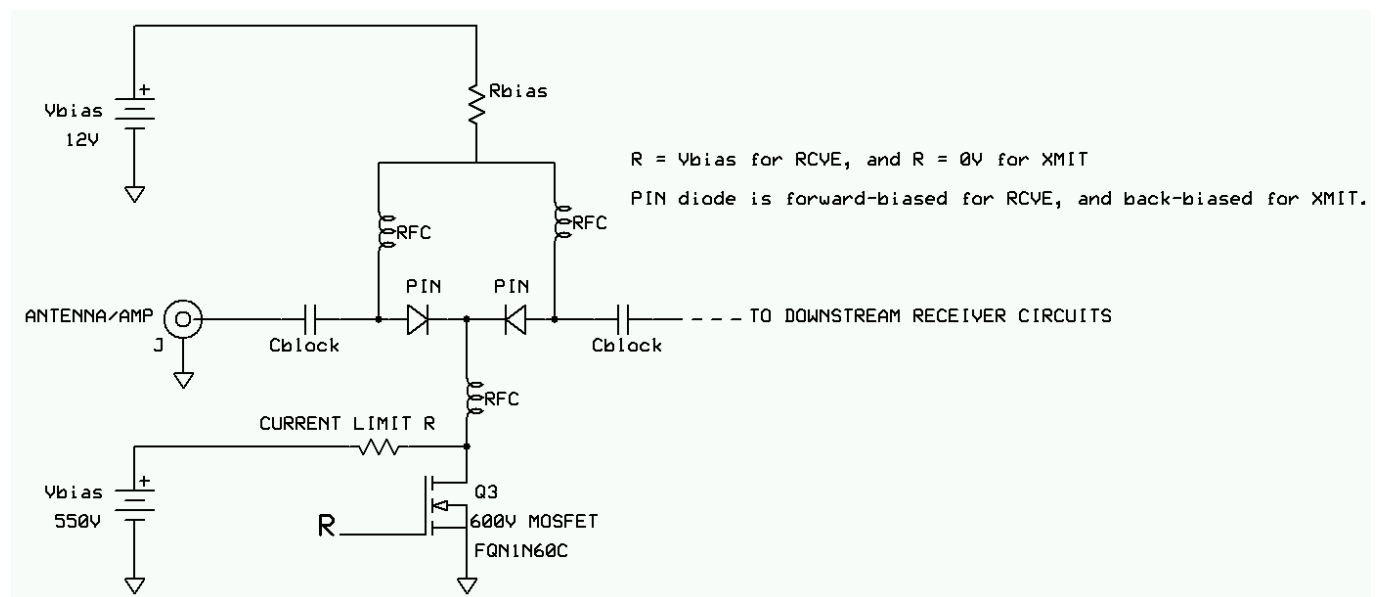 +
Vbias
12V
Rbias
R = Vbias for RCVE, and R = 0V for XMIT
PIN diode is forward-biased for RCVE, and back-biased for XMIT.
RFC
RFC
PIN
PIN
ANTENNA/AMP
J
Cblock
Cblock
TO DOWNSTREAM RECEIVER CIRCUITS
RFC
CURRENT LIMIT R
+
Vbias
550V
R
Q3
600V MOSFET
FQN1N60C